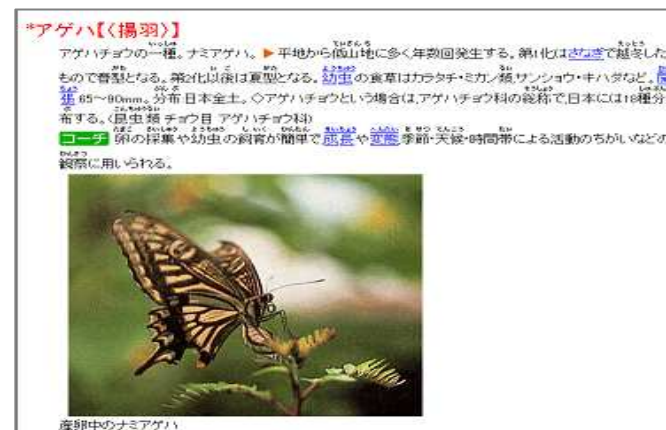 *アゲハ【〈揚羽〉】
アゲハチョウの一種。ナミアゲハ。▶平地から低山地に多く年数回発生する。第1化はさなぎで越冬した
もので春型となる。第2化以後は夏型となる。幼虫の食草はカラタチ・ミカン類,サンショウ・キハダなど。開
張65〜90mm。分布日本全土。◇アゲハチョウという場合は,アゲハチョウ科の総称で,日本には18種分
布する。〈昆虫類 チョウ目 アゲハチョウ科〉
コーチ 卵の採集や幼虫の飼育が簡単で成長や変態季節・天候・時間帯による活動のちがいなどの
観察に用いられる。
産卵中のナミアゲハ